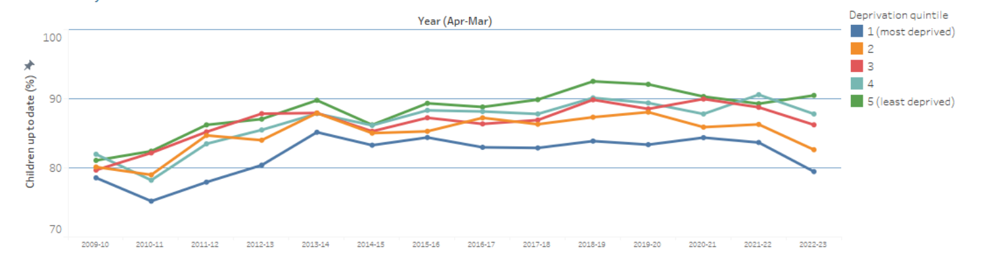 Year (Apr-Mar)
Children up to date (%)
100
90
80
70
2009-10 2010-11 2011-12 2012-13 2013-14 2014-15 2015-16 2016-17 2017-18 2018-19 2019-20 2020-21 2021-22 2022-23
Deprivation quintile
1 (most deprived)
2
3
4
5 (least deprived)